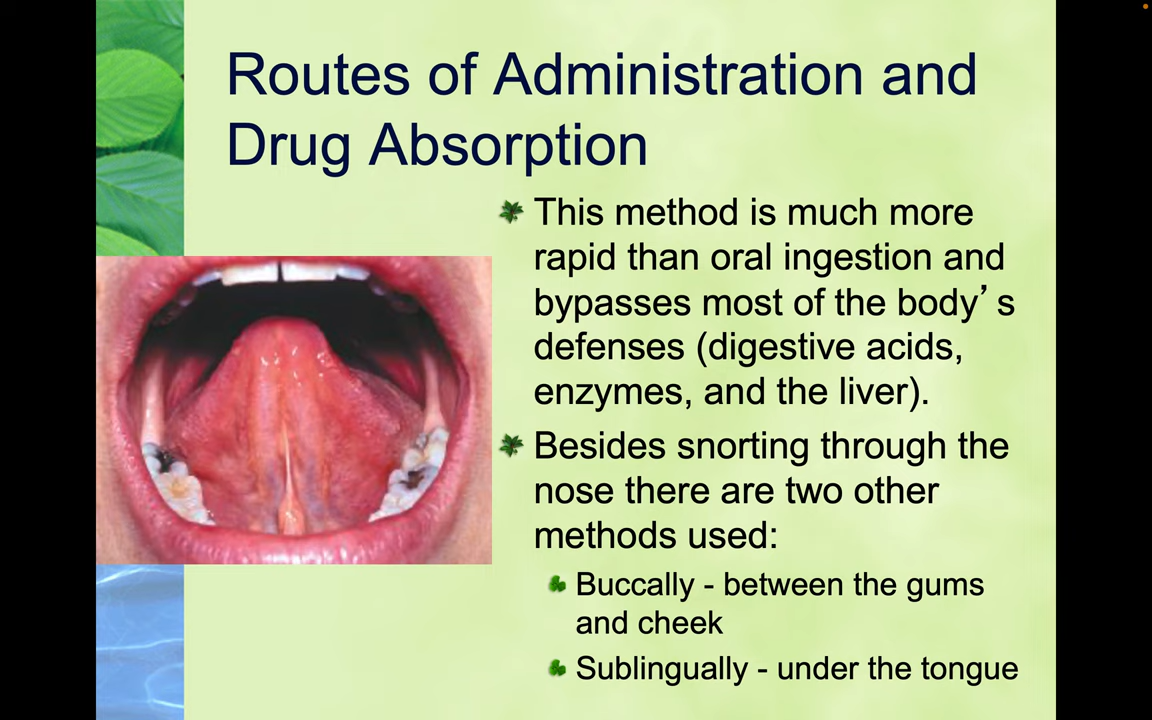 Routes of Administration and
Drug Absorption
This method is much more
rapid than oral ingestion and
bypasses most of the body’s
defenses (digestive acids,
enzymes, and the liver).
Besides snorting through the
nose there are two other
methods used:
Buccally - between the gums
and cheek
Sublingually - under the tongue